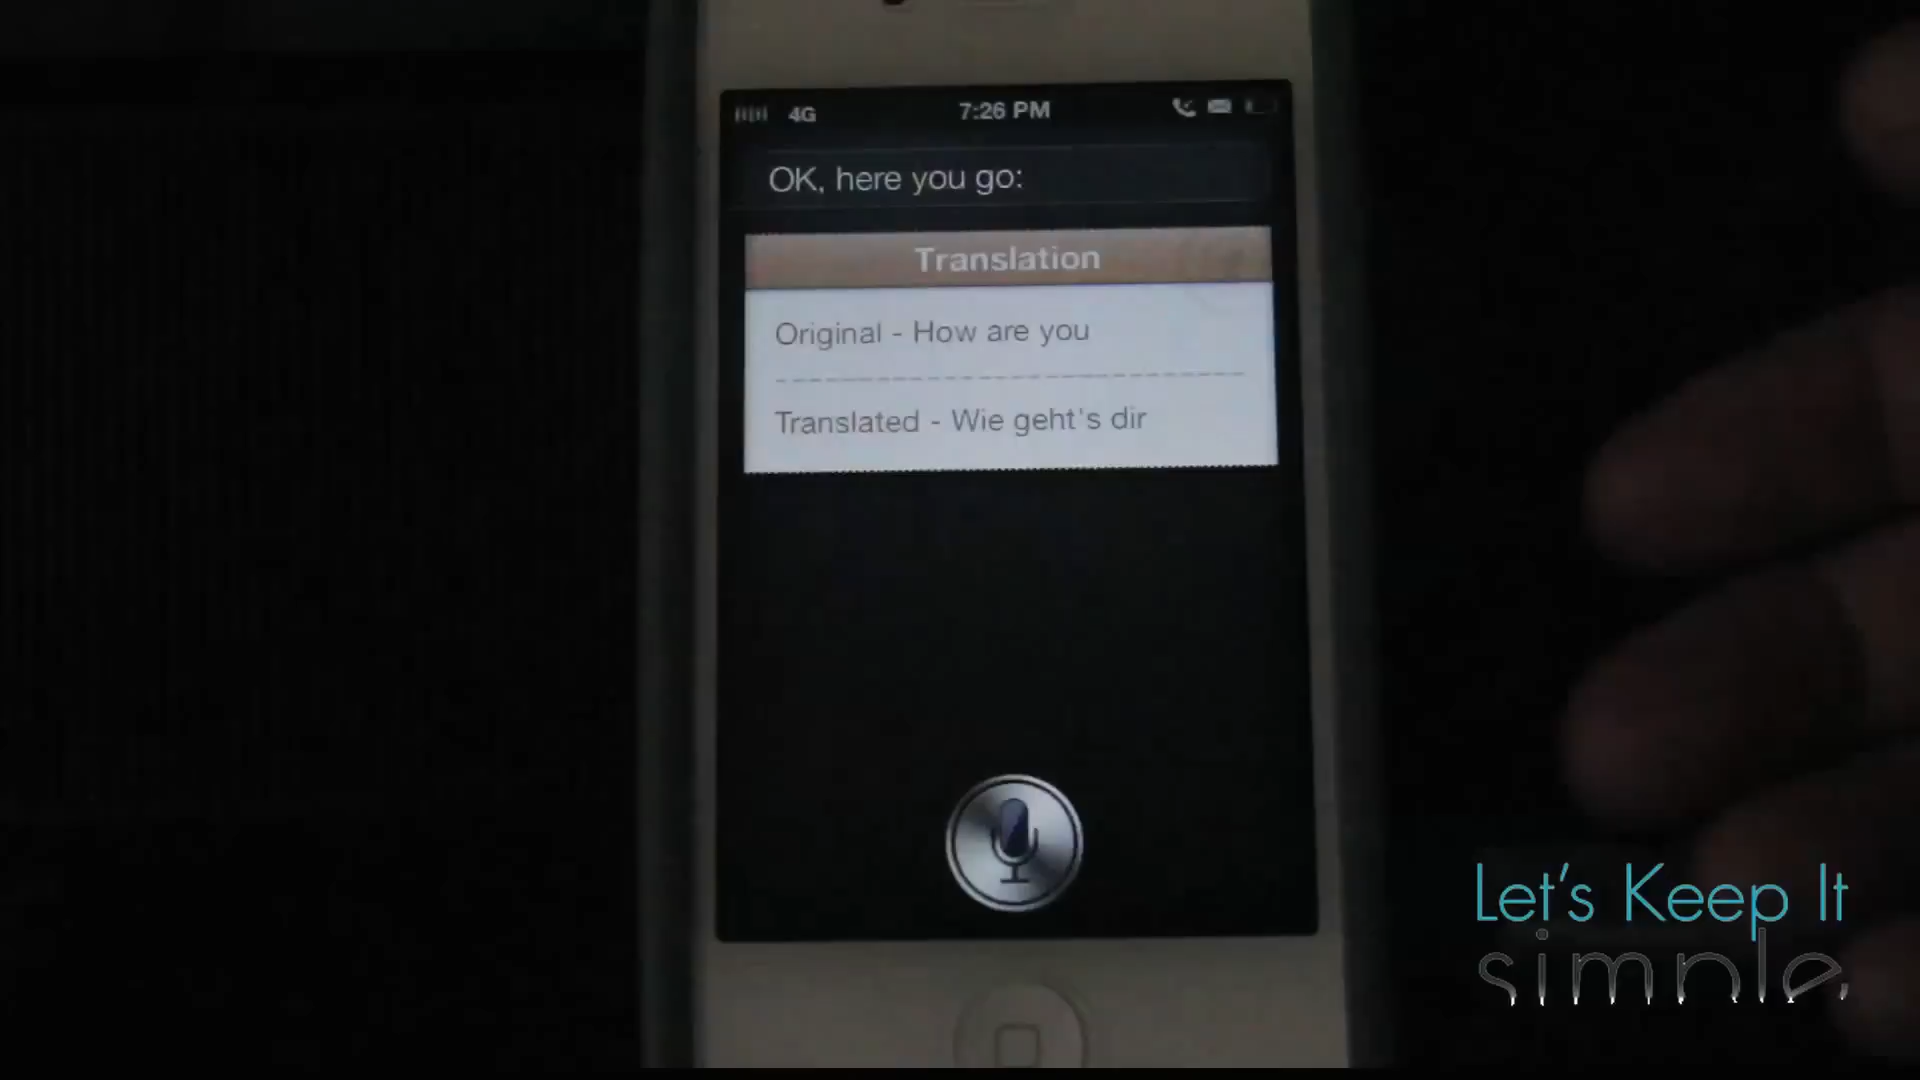 4G 7:26 PM
OK, here you go:
Translation
Original - How are you
Translated - Wie geht's dir
Let's Keep It
simple.